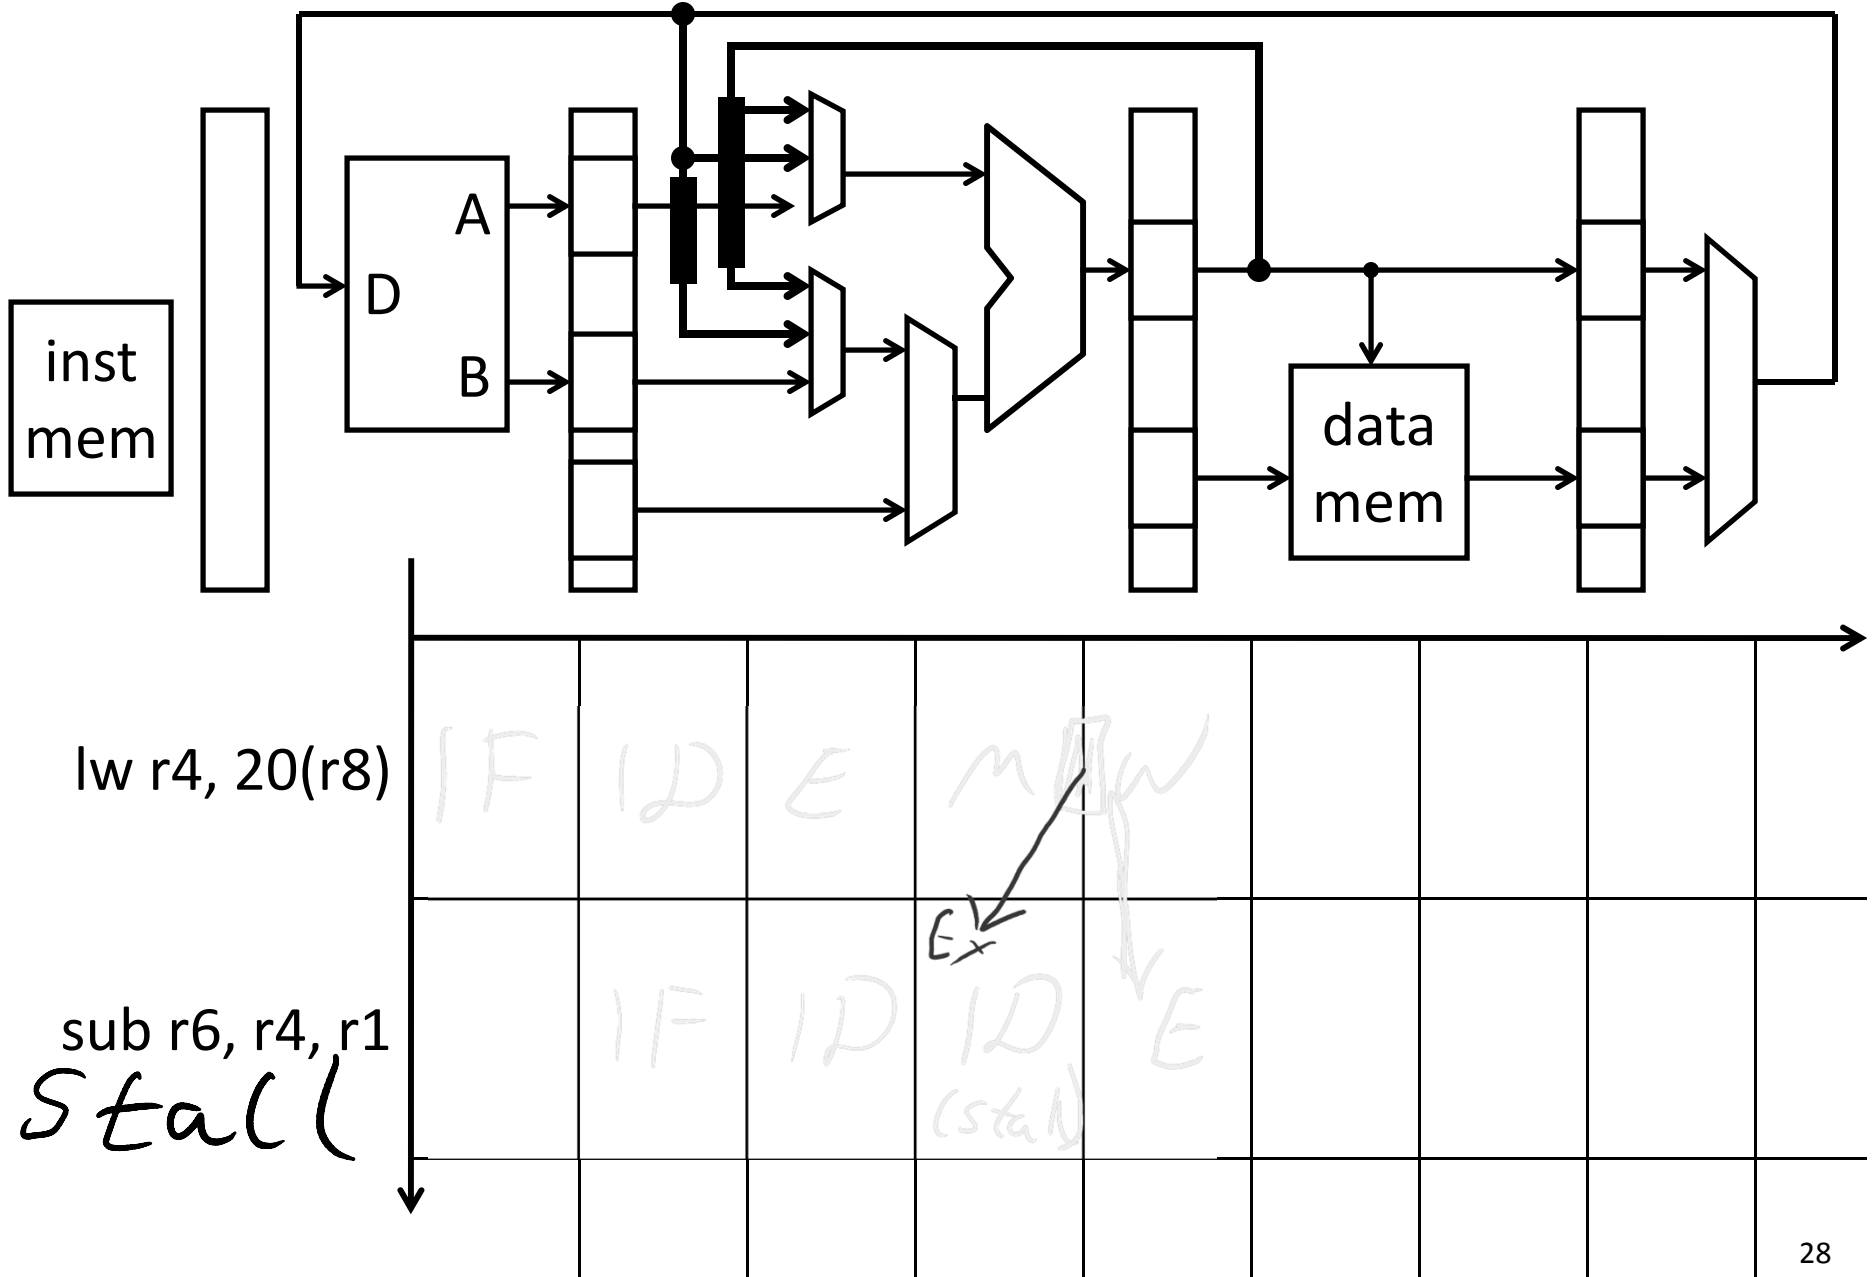 A
D
B
inst
mem
data
mem
lw r4, 20(r8)
IF ID E M W
Ex
sub r6, r4, r1
IF ID ID E
Stall
(stall)
28